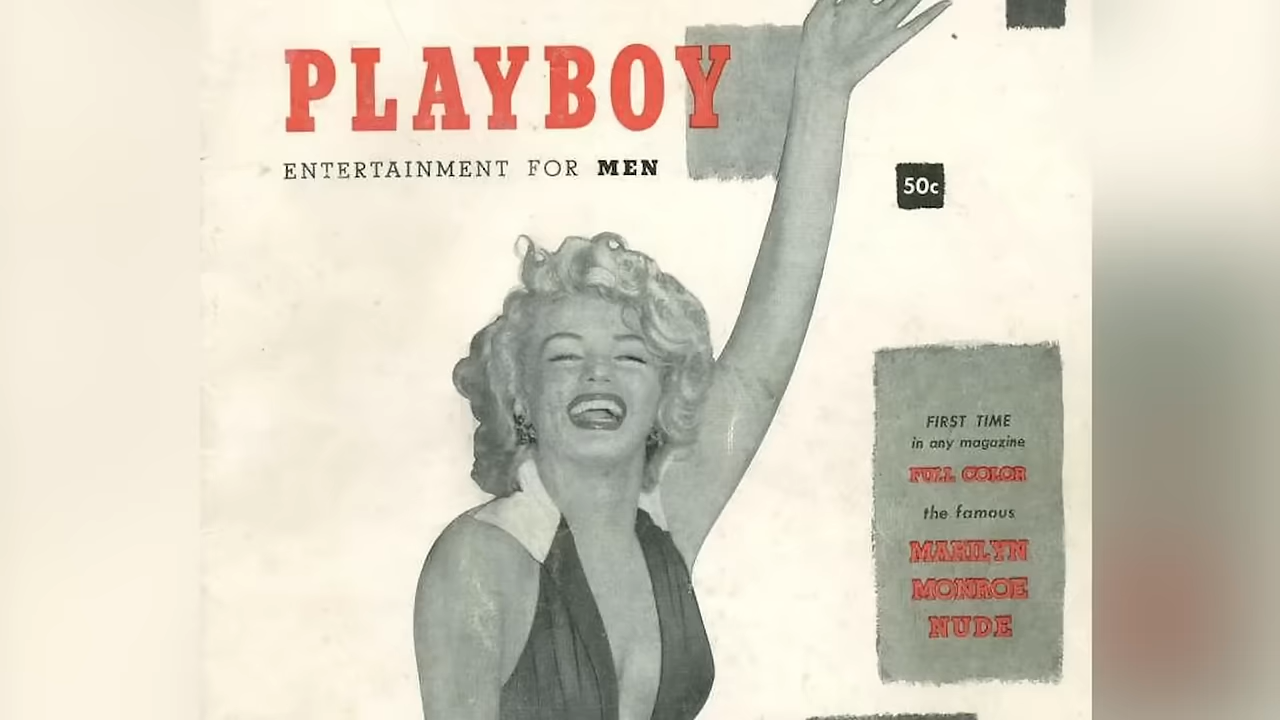 PLAYBOY
ENTERTAINMENT FOR MEN
50c
FIRST TIME
in any magazine
FULL COLOR
the famous
MARILYN
MONROE
NUDE